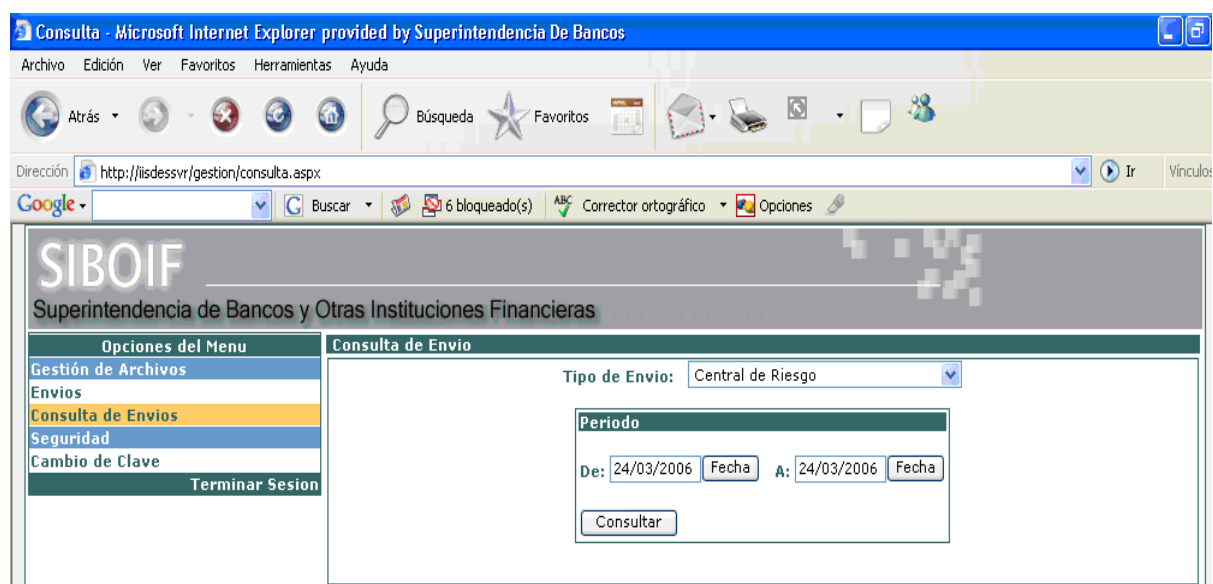 Consulta - Microsoft Internet Explorer provided by Superintendencia De Bancos
Archivo Edición Ver Favoritos Herramientas Ayuda
Atrás Búsqueda Favoritos
Dirección http://iisdessvr/gestion/consulta.aspx Ir Vínculos
Google G Buscar 6 bloqueado(s) ABC Corrector ortográfico Opciones
SIBOIF
Superintendencia de Bancos y Otras Instituciones Financieras
Opciones del Menu
Gestión de Archivos
Envios
Consulta de Envios
Seguridad
Cambio de Clave
Terminar Sesion
Consulta de Envio
Tipo de Envio: Central de Riesgo
Periodo
De: 24/03/2006 Fecha A: 24/03/2006 Fecha
Consultar